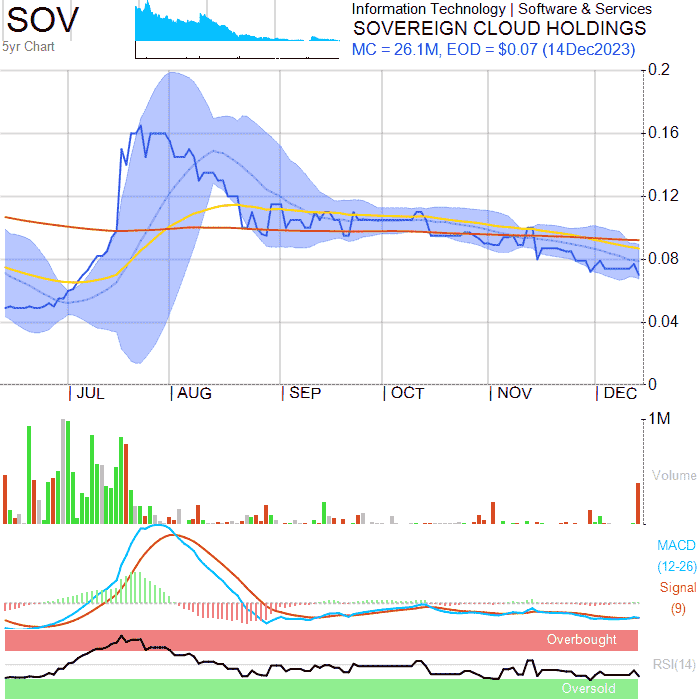 SOV
5yr Chart
Information Technology | Software & Services
SOVEREIGN CLOUD HOLDINGS
MC = 26.1M, EOD = $0.07 (14Dec2023)
0.2
0.16
0.12
0.08
0.04
0
JUL AUG SEP OCT NOV DEC
1M
Volume
MACD
(12-26)
Signal
(9)
Overbought
RSI(14)
Oversold